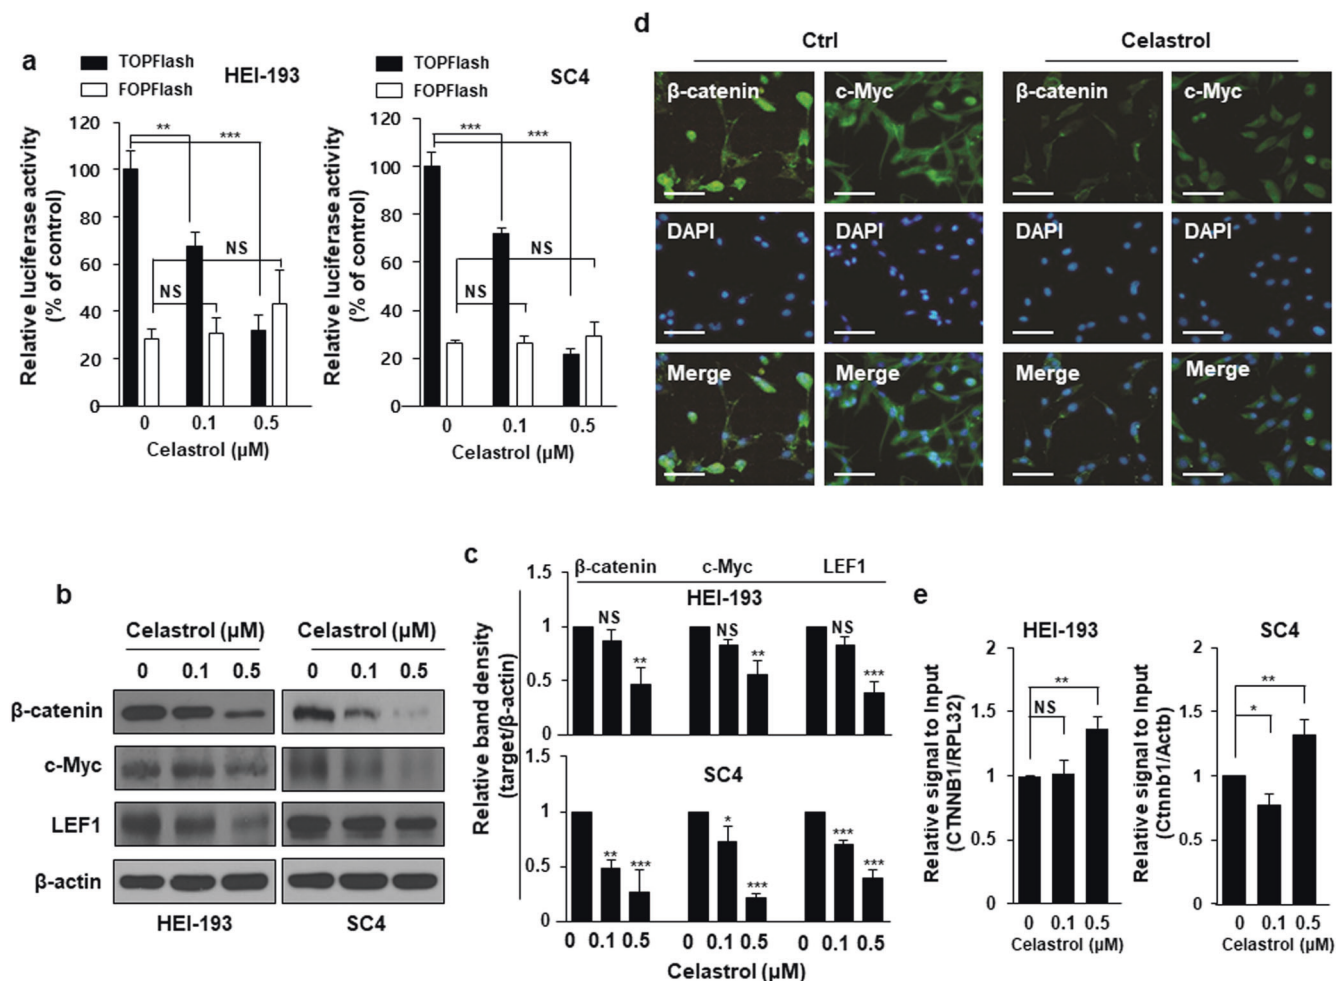 a
TOPFlash
FOPFlash
HEI-193
Relative luciferase activity
(% of control)
120
100
80
60
40
20
0
**
***
NS
NS
0 0.1 0.5
Celastrol (µM)
TOPFlash
FOPFlash
SC4
Relative luciferase activity
(% of control)
120
100
80
60
40
20
0
***
***
NS
NS
0 0.1 0.5
Celastrol (µM)
d
Ctrl
Celastrol
β-catenin c-Myc β-catenin c-Myc
DAPI DAPI DAPI DAPI
Merge Merge Merge Merge
b
Celastrol (µM) Celastrol (µM)
0 0.1 0.5 0 0.1 0.5
β-catenin
c-Myc
LEF1
β-actin
HEI-193 SC4
c
Relative band density
(target/β-actin)
β-catenin c-Myc LEF1
HEI-193
1.5
1
0.5
0
NS ** NS ** NS ***
SC4
1.5
1
0.5
0
** *** * *** *** ***
0 0.1 0.5 0 0.1 0.5 0 0.1 0.5
Celastrol (µM)
e
HEI-193
Relative signal to Input
(CTNNB1/RPL32)
2
1.5
1
0.5
0
**
NS
0 0.1 0.5
Celastrol (µM)
SC4
Relative signal to Input
(Ctnnb1/Actb)
2
1.5
1
0.5
0
**
*
0 0.1 0.5
Celastrol (µM)